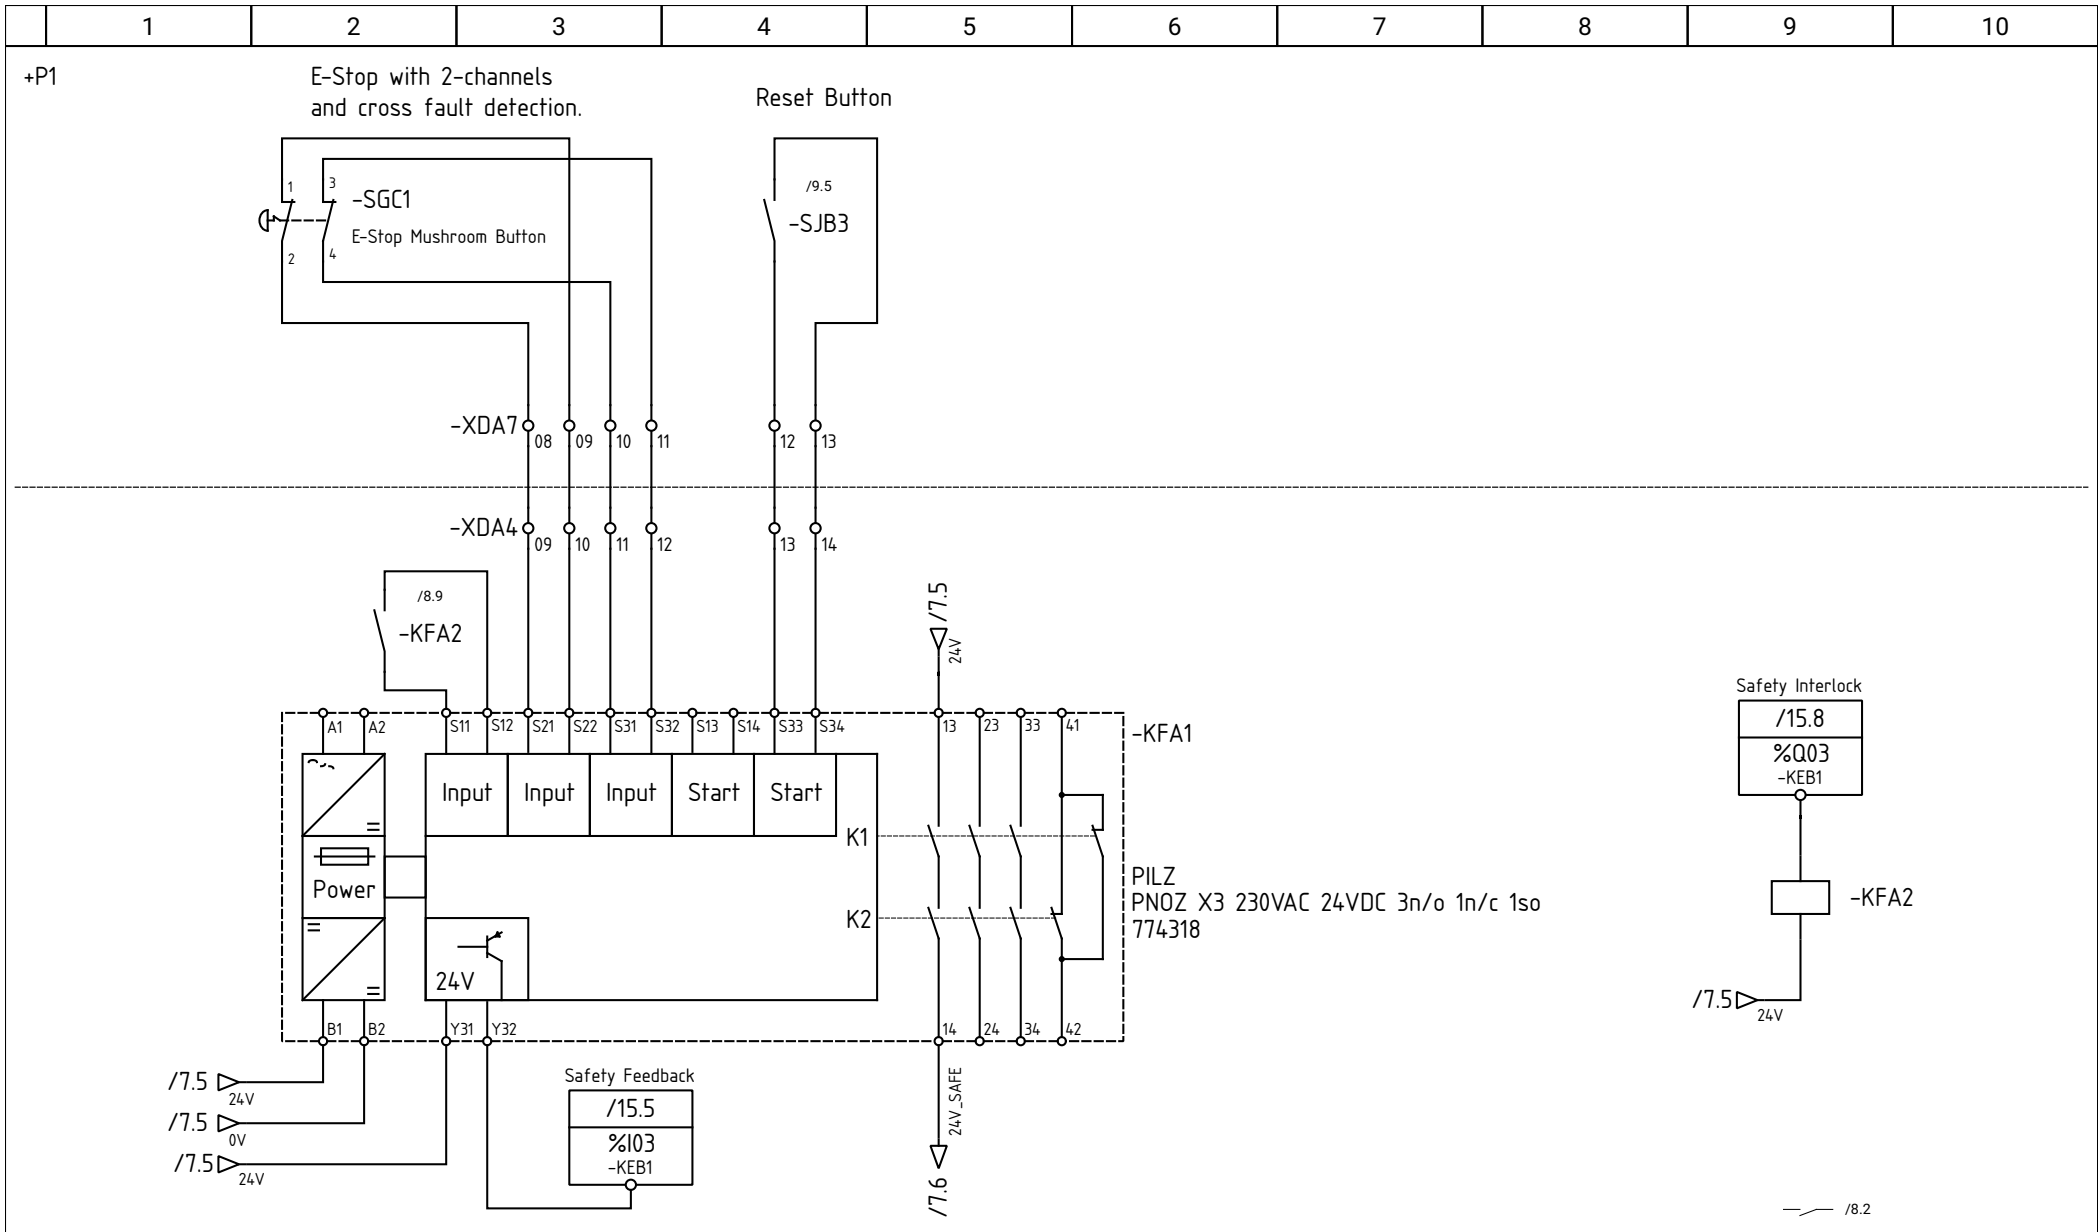 1 2 3 4 5 6 7 8 9 10
+P1
E-Stop with 2-channels
and cross fault detection.
Reset Button
1
3
-SGC1
E-Stop Mushroom Button
2
4
/9.5
-SJB3
-XDA7
08 09 10 11 12 13
-XDA4
09 10 11 12 13 14
/8.9
-KFA2
/7.5
24V
A1 A2 S11 S12 S21 S22 S31 S32 S13 S14 S33 S34 13 23 33 41
-KFA1
Input Input Input Start Start
K1
Power
K2
24V
PILZ
PNOZ X3 230VAC 24VDC 3n/o 1n/c 1so
774318
B1 B2 Y31 Y32 14 24 34 42
/7.5
24V
/7.5
0V
/7.5
24V
Safety Feedback
/15.5
%I03
-KEB1
24V_SAFE
/7.6
Safety Interlock
/15.8
%Q03
-KEB1
-KFA2
/7.5
24V
/8.2